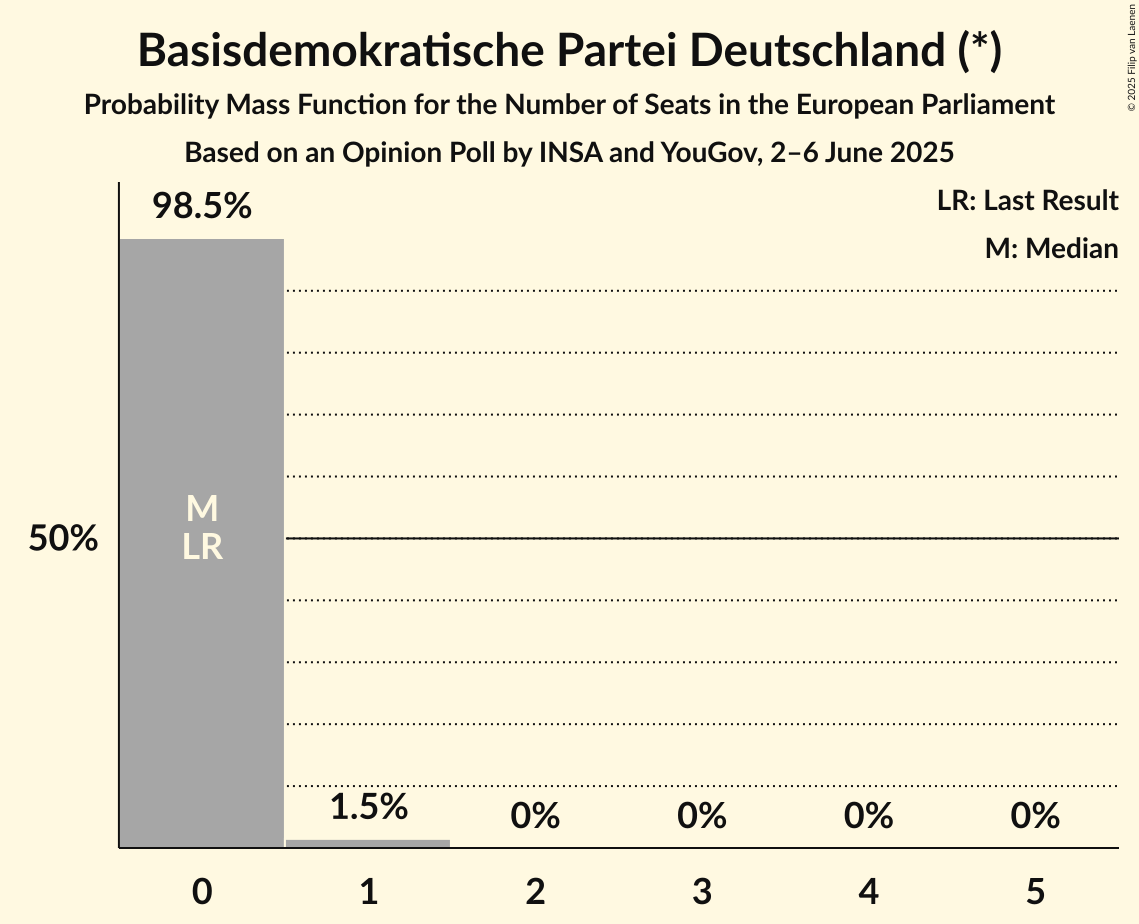 Basisdemokratische Partei Deutschland (*)
Probability Mass Function for the Number of Seats in the European Parliament
Based on an Opinion Poll by INSA and YouGov, 2–6 June 2025
© 2025 Filip van Laenen
LR: Last Result
M: Median
98.5%
M
LR
50%
1.5%
0%
0%
0%
0%
0
1
2
3
4
5